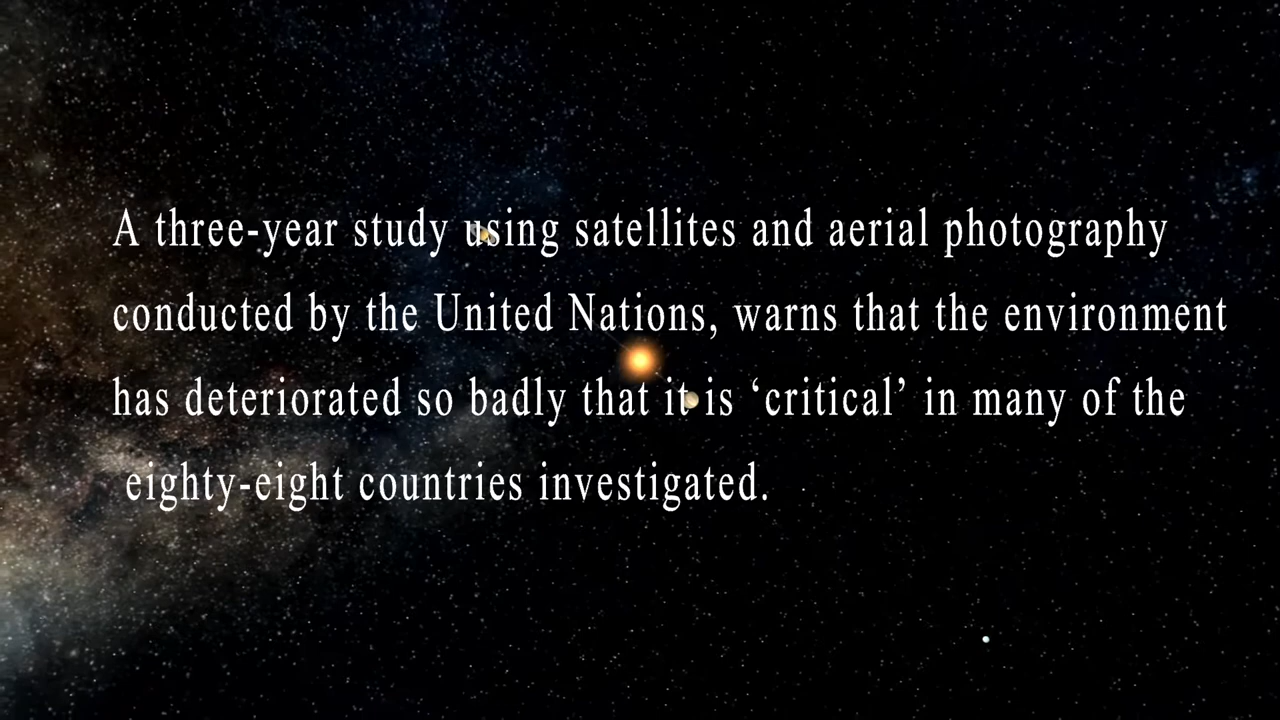 A three-year study using satellites and aerial photography
conducted by the United Nations, warns that the environment
has deteriorated so badly that it is ‘critical’ in many of the
eighty-eight countries investigated.